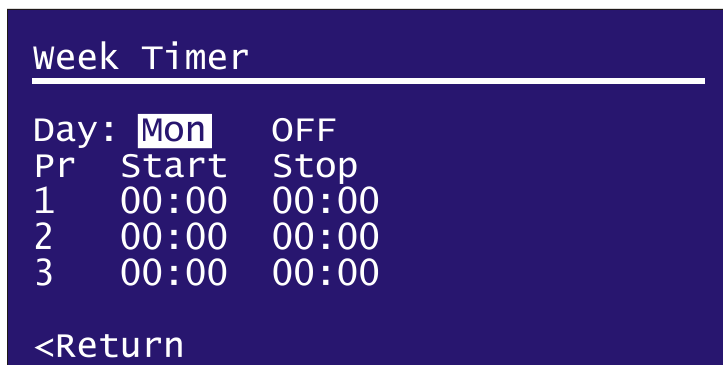 Week Timer
Day: Mon OFF
Pr Start Stop
1 00:00 00:00
2 00:00 00:00
3 00:00 00:00
<Return